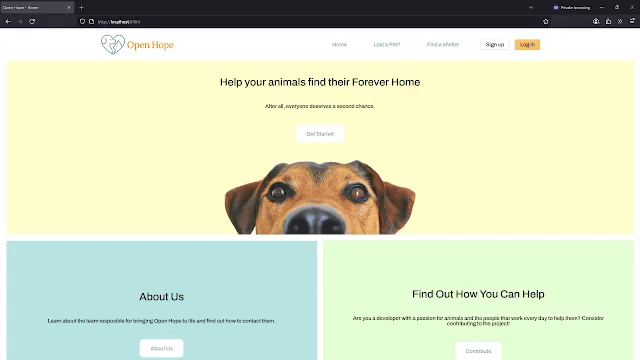 Open Hope - Home
Private browsing
http://localhost:8484
Open Hope
Home
Lost a Pet?
Find a shelter
Sign up
Log in
Help your animals find their Forever Home
After all, everyone deserves a second chance.
Get Started
About Us
Learn about the team resposible for bringing Open Hope to life and find out how to contact them.
About Us
Find Out How You Can Help
Are you a developer with a passion for animals and the people that work every day to help them? Consider
contributing to the project!
Contribute